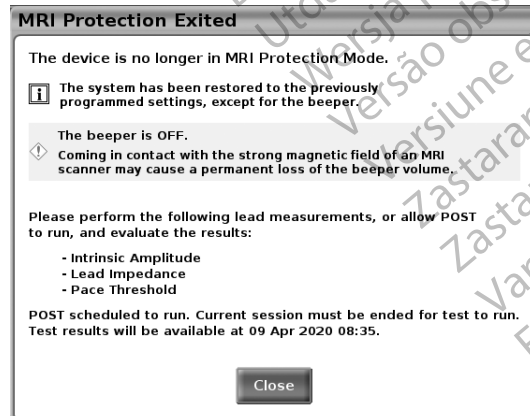 MRI Protection Exited
The device is no longer in MRI Protection Mode.
The system has been restored to the previously
programmed settings, except for the beeper.
The beeper is OFF.
Coming in contact with the strong magnetic field of an MRI
scanner may cause a permanent loss of the beeper volume.
Please perform the following lead measurements, or allow POST
to run, and evaluate the results:
- Intrinsic Amplitude
- Lead Impedance
- Pace Threshold
POST scheduled to run. Current session must be ended for test to run.
Test results will be available at 09 Apr 2020 08:35.
Close
Wersja
Versão obs
Versiune e